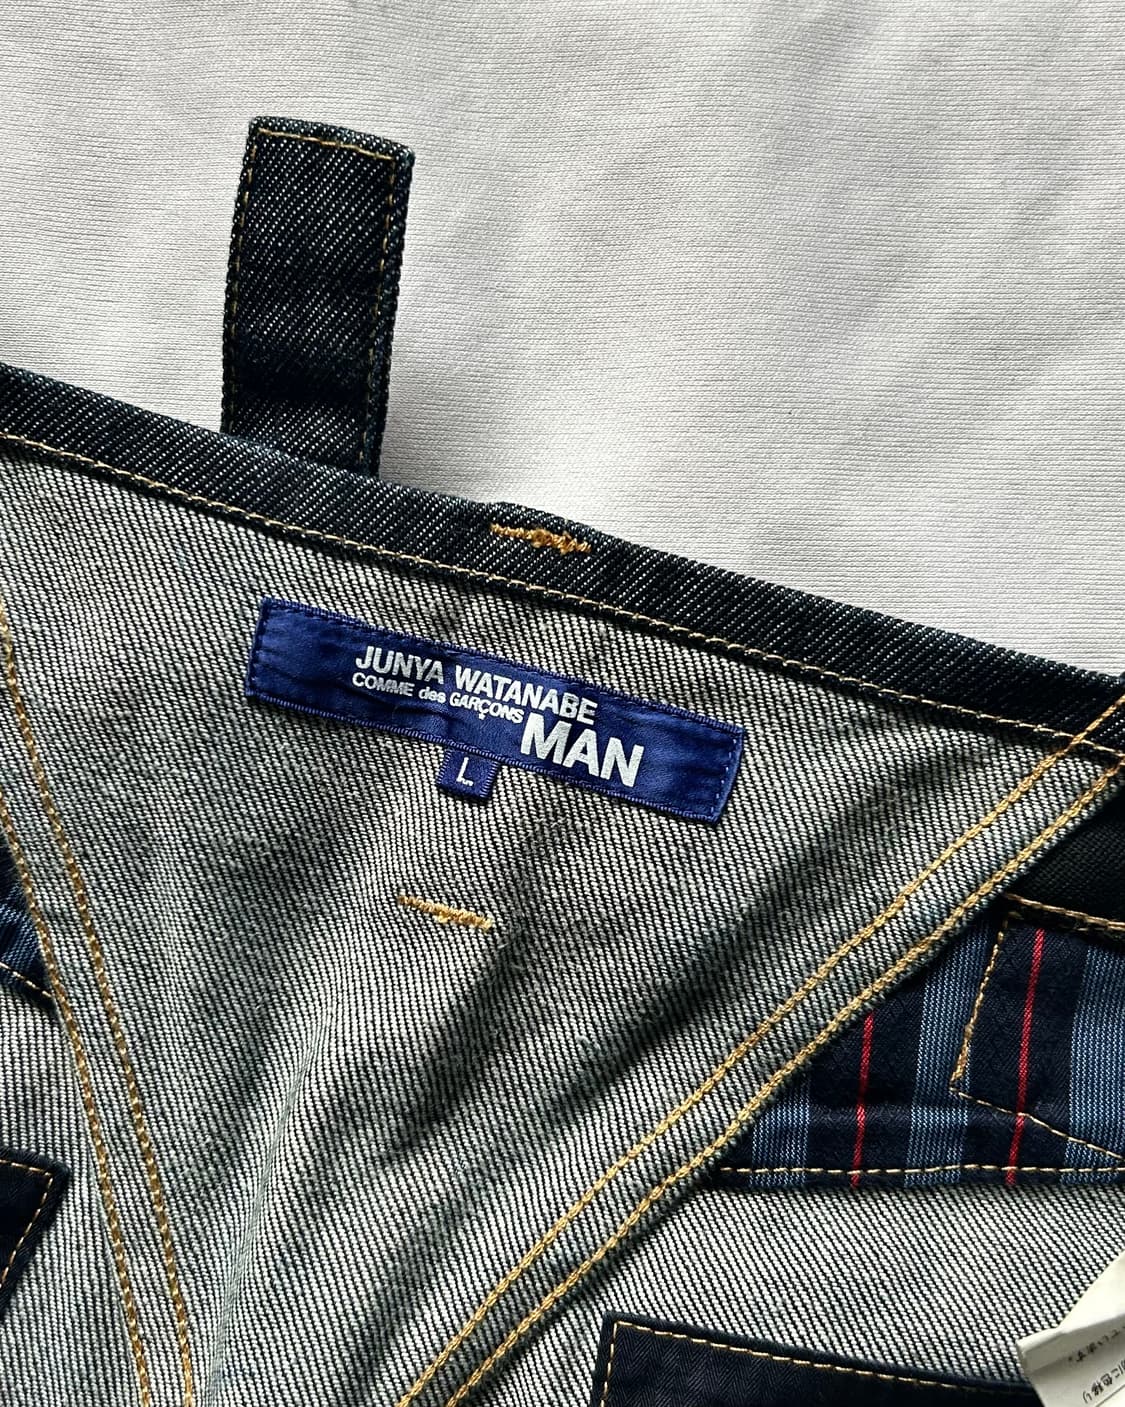 JUNYA WATANABE
COMME des GARÇONS
MAN
L